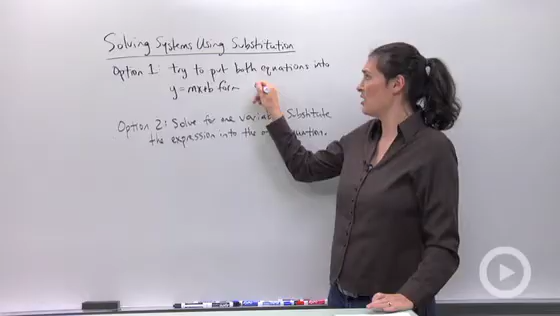 Solving Systems Using Substitution
Option 1: try to put both equations into
y=mx+b form
Option 2: Solve for one variable. Substitute
the expression into the equation.